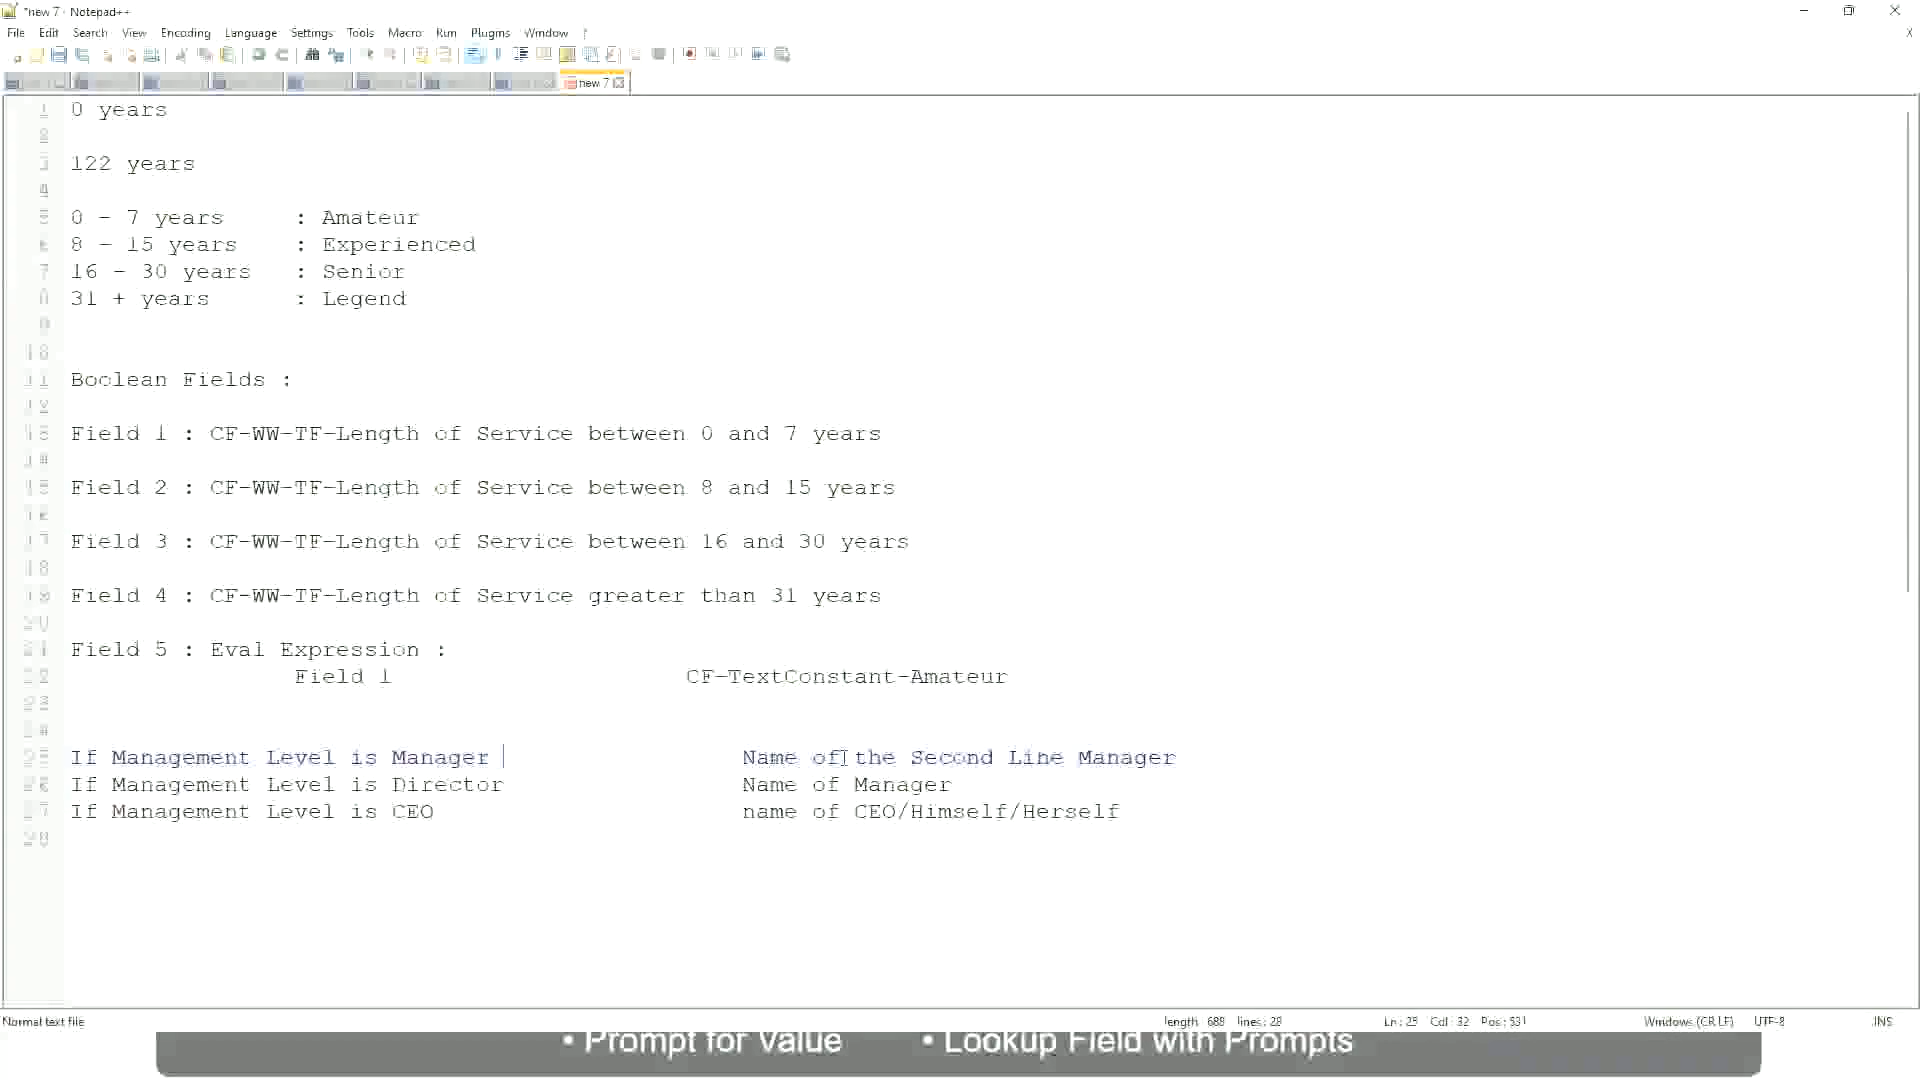 *new 7 - Notepad++
File Edit Search View Encoding Language Settings Tools Macro Run Plugins Window ?
new 7
0 years
122 years
0 - 7 years : Amateur
8 - 15 years : Experienced
16 - 30 years : Senior
31 + years : Legend
Boolean Fields :
Field 1 : CF-WW-TF-Length of Service between 0 and 7 years
Field 2 : CF-WW-TF-Length of Service between 8 and 15 years
Field 3 : CF-WW-TF-Length of Service between 16 and 30 years
Field 4 : CF-WW-TF-Length of Service greater than 31 years
Field 5 : Eval Expression :
Field 1 CF-TextConstant-Amateur
If Management Level is Manager Name of the Second Line Manager
If Management Level is Director Name of Manager
If Management Level is CEO name of CEO/Himself/Herself
Normal text file length : 688 lines : 28 Ln : 25 Col : 32 Pos : 531 Windows (CR LF) UTF-8 INS
• Prompt for Value • Lookup Field with Prompts